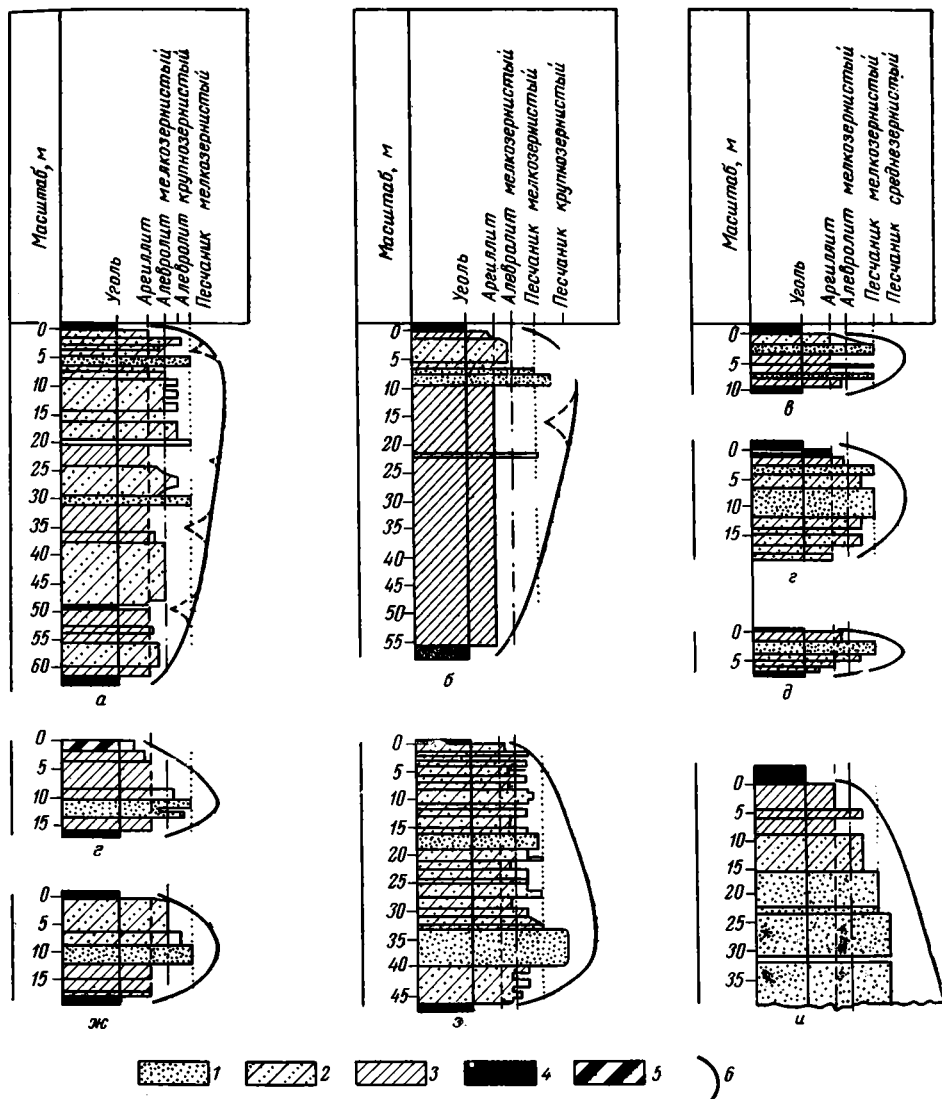 Масштаб, м
Уголь
Аргиллит
Алевролит мелкозернистый
Алевролит крупнозернистый
Песчаник мелкозернистый
Масштаб, м
Уголь
Аргиллит
Алевролит мелкозернистый
Песчаник мелкозернистый
Песчаник крупнозернистый
Масштаб, м
Уголь
Аргиллит
Алевролит мелкозернистый
Песчаник мелкозернистый
Песчаник среднезернистый
0
5
10
15
20
25
30
35
40
45
50
55
60
а
0
5
10
15
20
25
30
35
40
45
50
55
б
0
5
10
в
0
5
10
15
г
0
5
д
0
5
10
15
г
0
5
10
15
20
25
30
35
40
45
э
0
5
10
15
20
25
30
35
и
0
5
10
15
ж
1 2 3 4 5 6